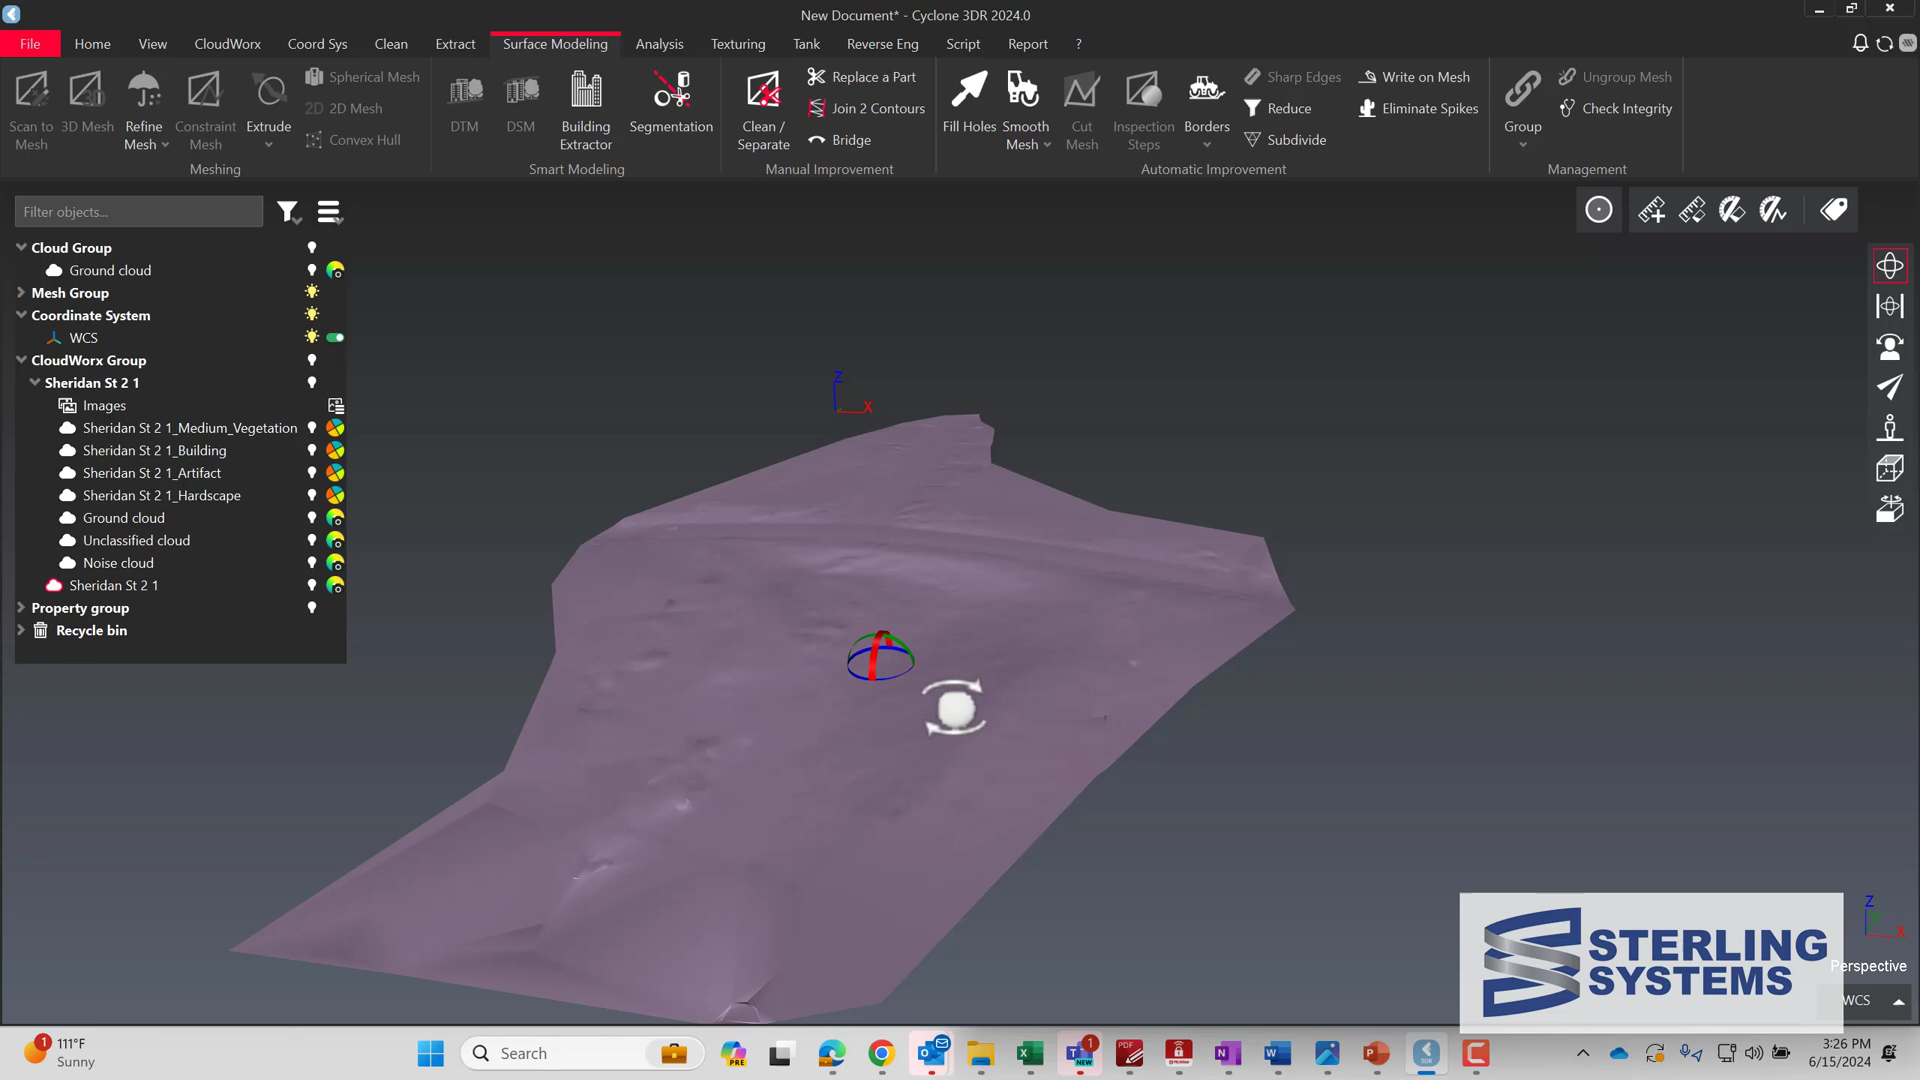 New Document* - Cyclone 3DR 2024.0
File Home View CloudWorx Coord Sys Clean Extract Surface Modeling Analysis Texturing Tank Reverse Eng Script Report ?
Scan to Mesh
3D Mesh
Refine Mesh
Constraint Mesh
Extrude
Spherical Mesh
2D 2D Mesh
Convex Hull
Meshing
DTM
DSM
Building Extractor
Segmentation
Smart Modeling
Clean / Separate
Replace a Part
Join 2 Contours
Bridge
Manual Improvement
Fill Holes
Smooth Mesh
Cut Mesh
Inspection Steps
Borders
Sharp Edges
Reduce
Subdivide
Write on Mesh
Eliminate Spikes
Automatic Improvement
Group
Ungroup Mesh
Check Integrity
Management
Filter objects...
Cloud Group
Ground cloud
Mesh Group
Coordinate System
WCS
CloudWorx Group
Sheridan St 2 1
Images
Sheridan St 2 1_Medium_Vegetation
Sheridan St 2 1_Building
Sheridan St 2 1_Artifact
Sheridan St 2 1_Hardscape
Ground cloud
Unclassified cloud
Noise cloud
Sheridan St 2 1
Property group
Recycle bin
Z
X
Z
Y
X
STERLING
SYSTEMS
Perspective
WCS
1
111°F
Sunny
Search
PRE
1
NEW
PDF
3DR
3:26 PM
6/15/2024